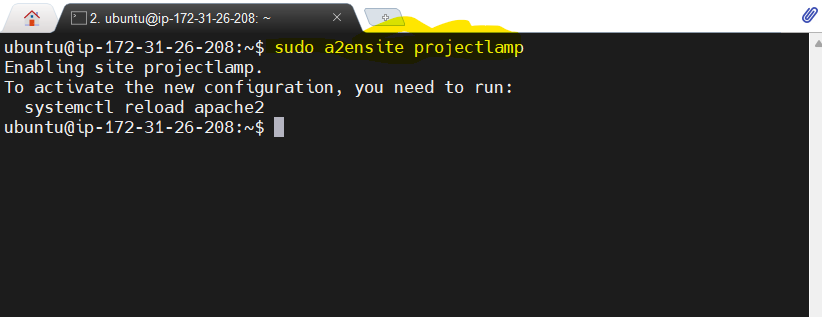 2. ubuntu@ip-172-31-26-208: ~
ubuntu@ip-172-31-26-208:~$ sudo a2ensite projectlamp
Enabling site projectlamp.
To activate the new configuration, you need to run:
  systemctl reload apache2
ubuntu@ip-172-31-26-208:~$